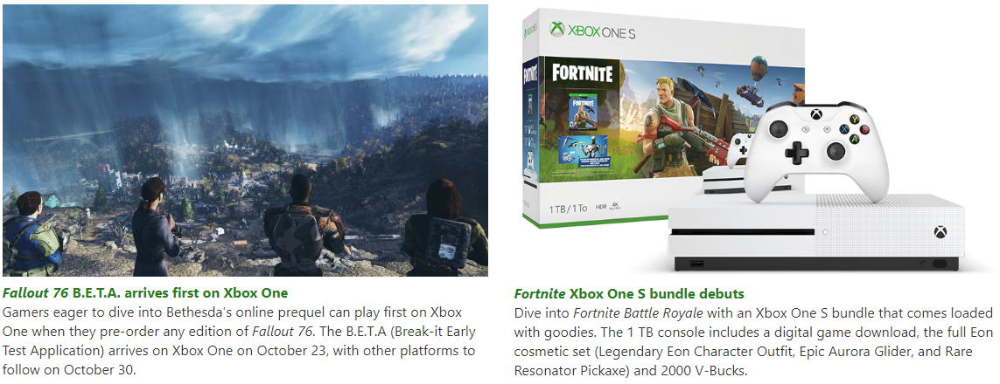 Fallout 76 B.E.T.A. arrives first on Xbox One
Gamers eager to dive into Bethesda's online prequel can play first on Xbox
One when they pre-order any edition of Fallout 76. The B.E.T.A (Break-it Early
Test Application) arrives on Xbox One on October 23, with other platforms to
follow on October 30.
XBOX ONE S
FORTNITE
FORTNITE
1 TB/1 To
HDR
4K
Y
X
B
A
Fortnite Xbox One S bundle debuts
Dive into Fortnite Battle Royale with an Xbox One S bundle that comes loaded
with goodies. The 1 TB console includes a digital game download, the full Eon
cosmetic set (Legendary Eon Character Outfit, Epic Aurora Glider, and Rare
Resonator Pickaxe) and 2000 V-Bucks.